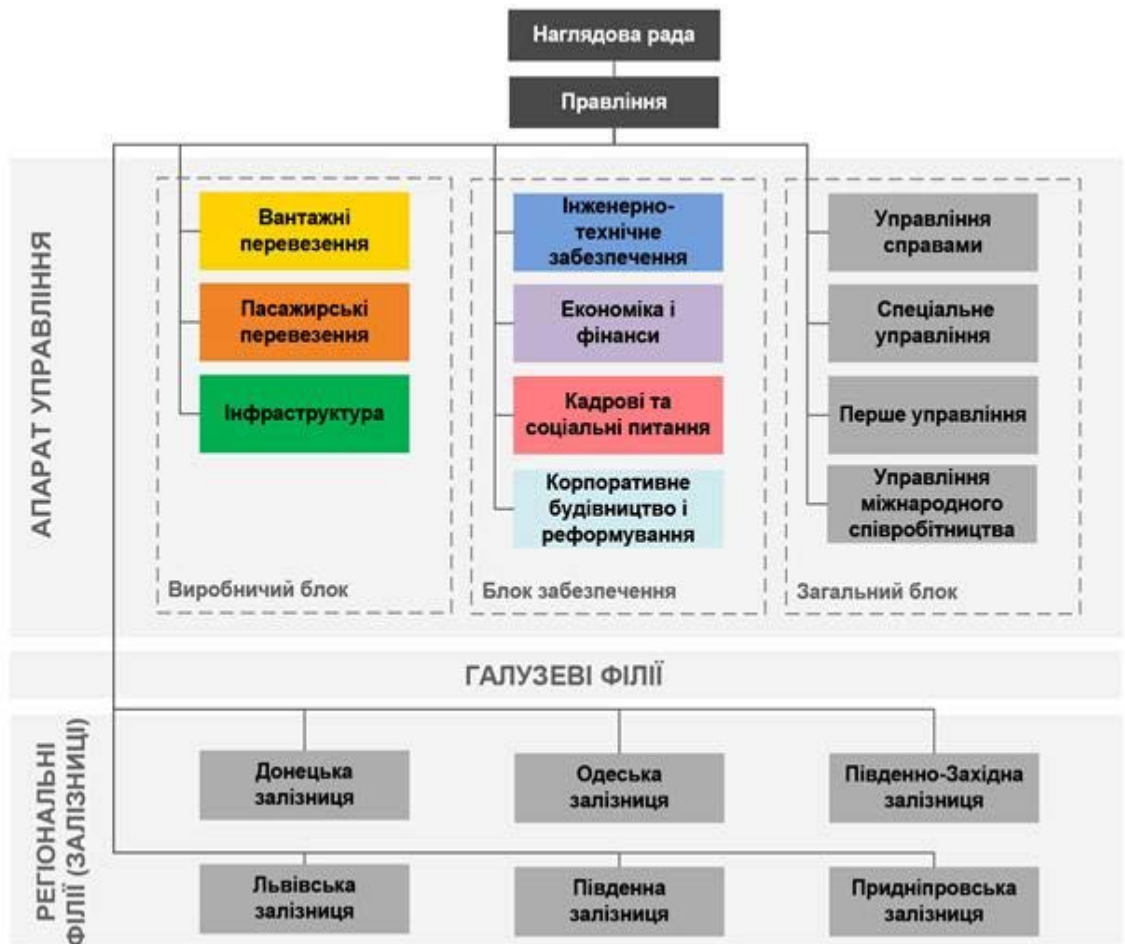 Наглядова рада
Правління
АПАРАТ УПРАВЛІННЯ
Вантажні
перевезення
Пасажирські
перевезення
Інфраструктура
Виробничий блок
Інженерно-
технічне
забезпечення
Економіка і
фінанси
Кадрові та
соціальні питання
Корпоративне
будівництво і
реформування
Блок забезпечення
Управління
справами
Спеціальне
управління
Перше управління
Управління
міжнародного
співробітництва
Загальний блок
ГАЛУЗЕВІ ФІЛІЇ
РЕГІОНАЛЬНІ
ФІЛІЇ (ЗАЛІЗНИЦІ)
Донецька
залізниця
Одеська
залізниця
Південно-Західна
залізниця
Львівська
залізниця
Південна
залізниця
Придніпровська
залізниця